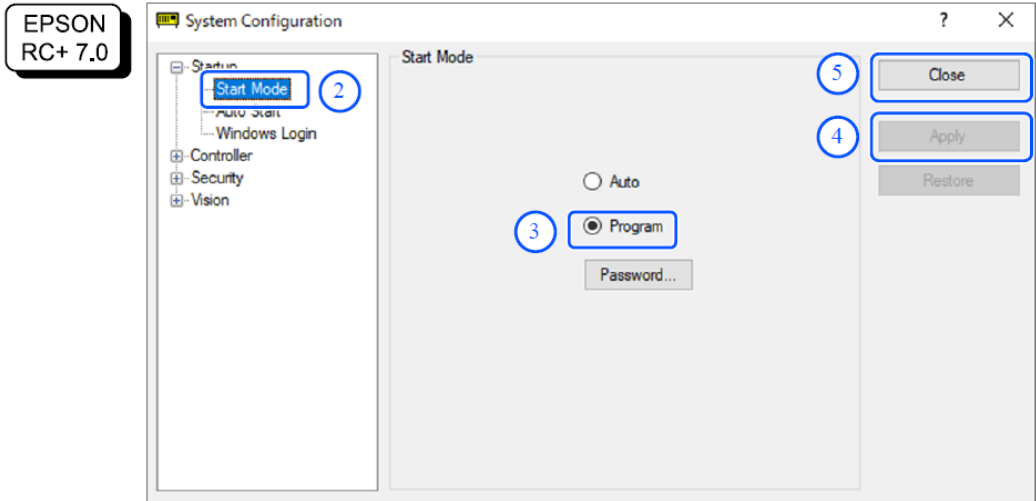 EPSON
RC+ 7.0
System Configuration
?
Startup
Start Mode
2
Auto Start
Windows Login
Controller
Security
Vision
Start Mode
Auto
3
Program
Password...
5
Close
4
Apply
Restore